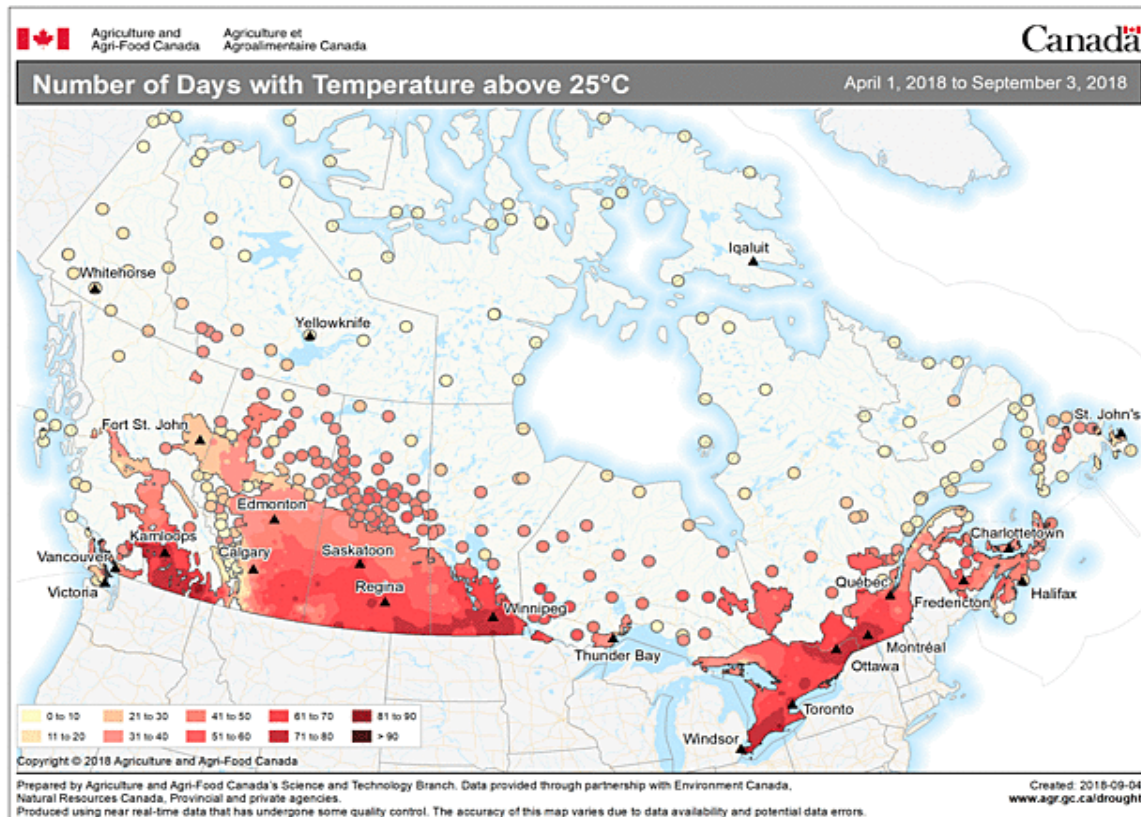 Agriculture and Agriculture et
Agri-Food Canada Agroalimentaire Canada
Canada
Number of Days with Temperature above 25°C
April 1, 2018 to September 3, 2018
Iqaluit
Whitehorse
Yellowknife
St. John's
Fort St. John
Edmonton
Charlottetown
Kamloops
Vancouver
Calgary
Saskatoon
Québec
Victoria
Regina
Halifax
Winnipeg
Fredericton
Montréal
Thunder Bay
Ottawa
Toronto
Windsor
0 to 10 21 to 30 41 to 50 61 to 70 81 to 90
11 to 20 31 to 40 51 to 60 71 to 80 > 90
Copyright © 2018 Agriculture and Agri-Food Canada
Prepared by Agriculture and Agri-Food Canada's Science and Technology Branch. Data provided through partnership with Environment Canada,
Natural Resources Canada, Provincial and private agencies.
Produced using near real-time data that has undergone some quality control. The accuracy of this map varies due to data availability and potential data errors.
Created: 2018-09-04
www.agr.gc.ca/drought